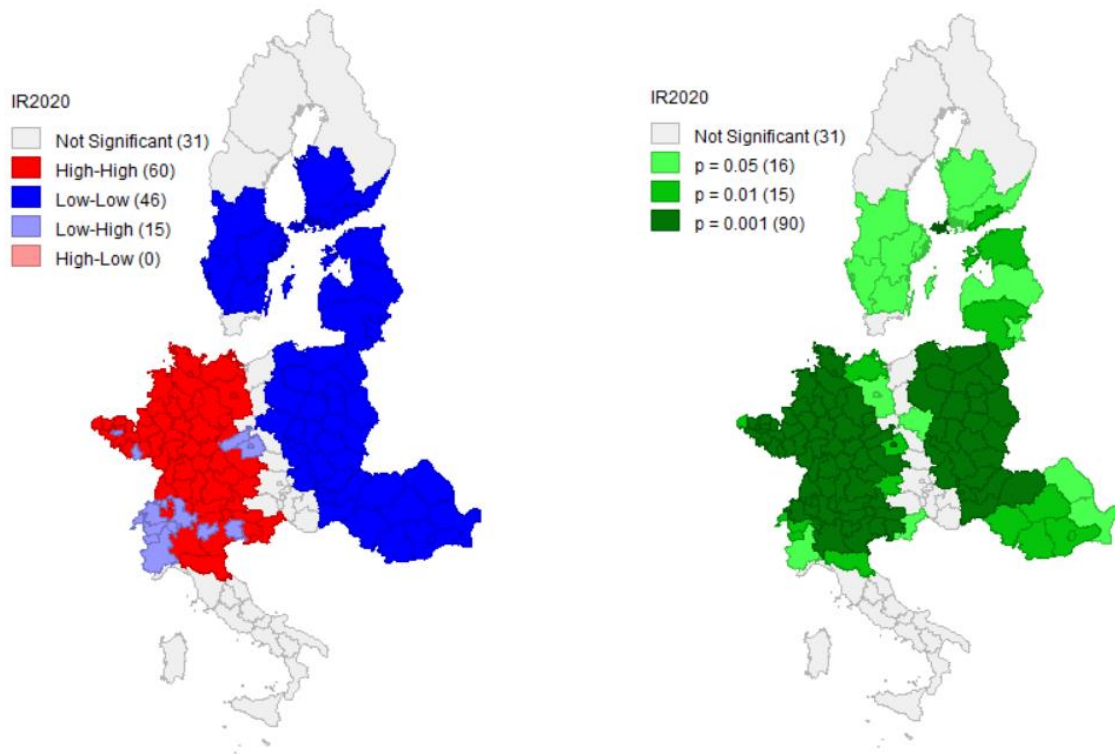 IR2020
Not Significant (31)
High-High (60)
Low-Low (46)
Low-High (15)
High-Low (0)
IR2020
Not Significant (31)
p = 0.05 (16)
p = 0.01 (15)
p = 0.001 (90)